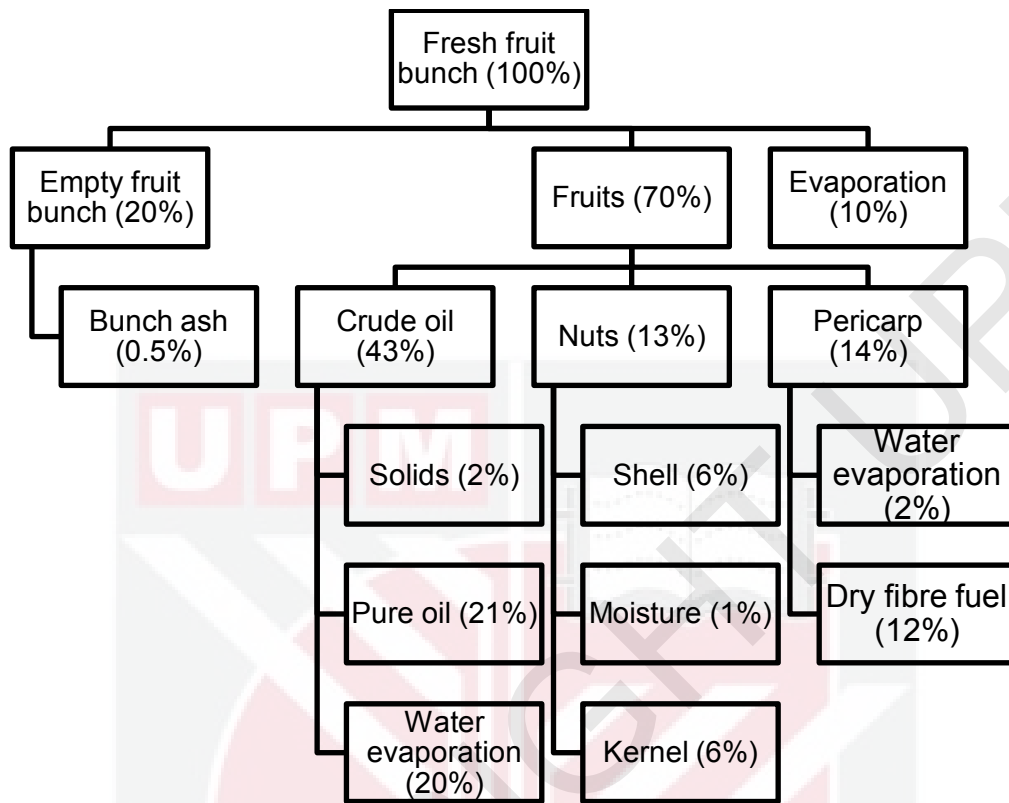 Fresh fruit
bunch (100%)
Empty fruit
bunch (20%)
Fruits (70%)
Evaporation
(10%)
Bunch ash
(0.5%)
Crude oil
(43%)
Nuts (13%)
Pericarp
(14%)
Solids (2%)
Shell (6%)
Water
evaporation
(2%)
Pure oil (21%)
Moisture (1%)
Dry fibre fuel
(12%)
Water
evaporation
(20%)
Kernel (6%)
UPM
IGHT UP